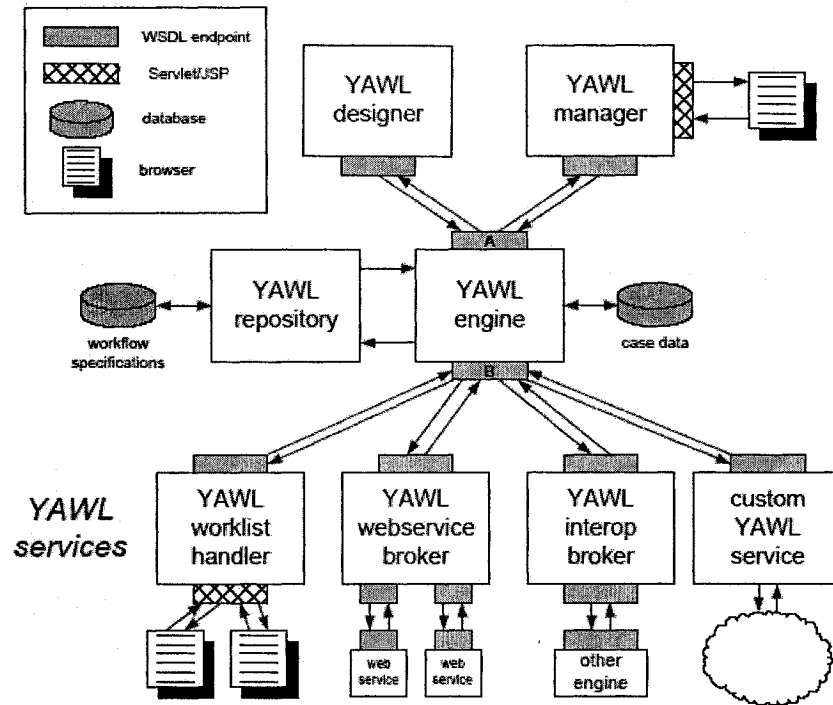 WSDL endpoint
Servlet/JSP
database
browser
YAWL
designer
YAWL
manager
A
YAWL
repository
YAWL
engine
workflow
specifications
case data
B
YAWL
services
YAWL
worklist
handler
YAWL
webservice
broker
YAWL
interop
broker
custom
YAWL
service
web
service
web
service
other
engine